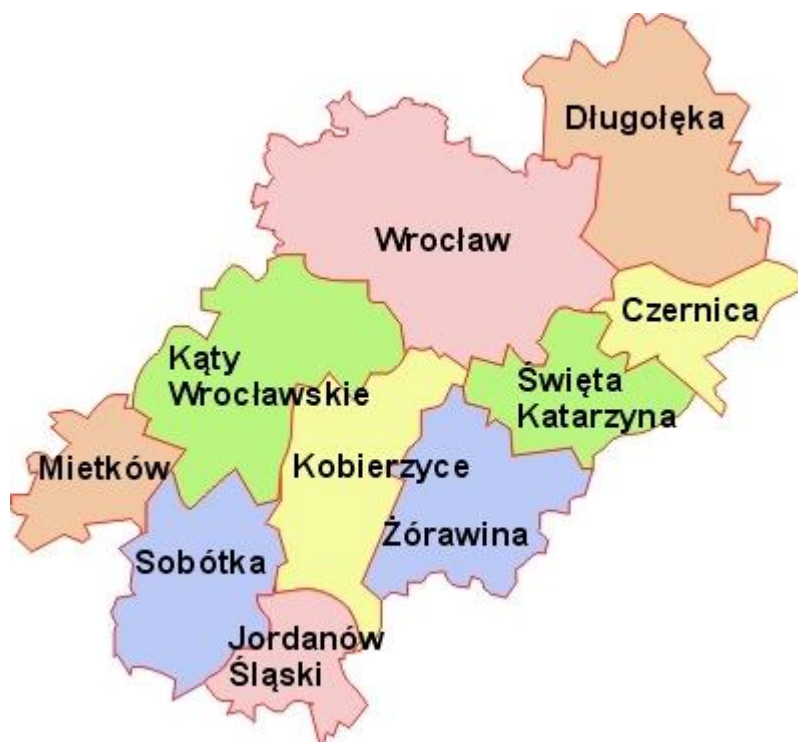 Długołęka
Wrocław
Czernica
Kąty
Wrocławskie
Święta
Katarzyna
Mietków
Kobierzyce
Żórawina
Sobótka
Jordanów
Śląski